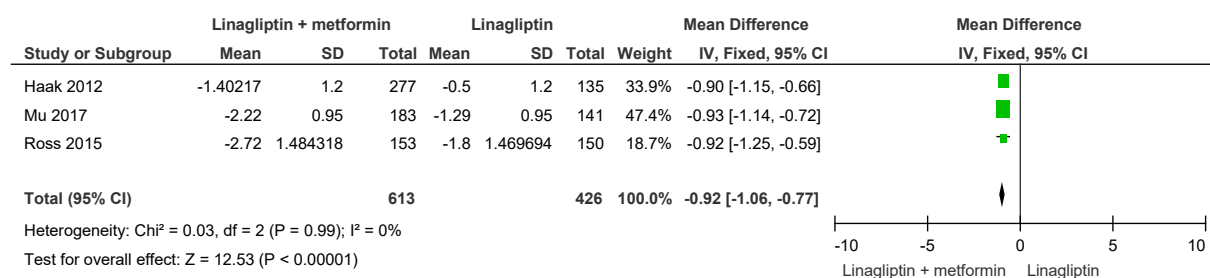 Linagliptin + metformin Linagliptin Mean Difference Mean Difference
Study or Subgroup Mean SD Total Mean SD Total Weight IV, Fixed, 95% CI IV, Fixed, 95% CI
Haak 2012 -1.40217 1.2 277 -0.5 1.2 135 33.9% -0.90 [-1.15, -0.66]
Mu 2017 -2.22 0.95 183 -1.29 0.95 141 47.4% -0.93 [-1.14, -0.72]
Ross 2015 -2.72 1.484318 153 -1.8 1.469694 150 18.7% -0.92 [-1.25, -0.59]
Total (95% CI) 613 426 100.0% -0.92 [-1.06, -0.77]
Heterogeneity: Chi² = 0.03, df = 2 (P = 0.99); I² = 0%
Test for overall effect: Z = 12.53 (P < 0.00001)
-10 -5 0 5 10
Linagliptin + metformin Linagliptin